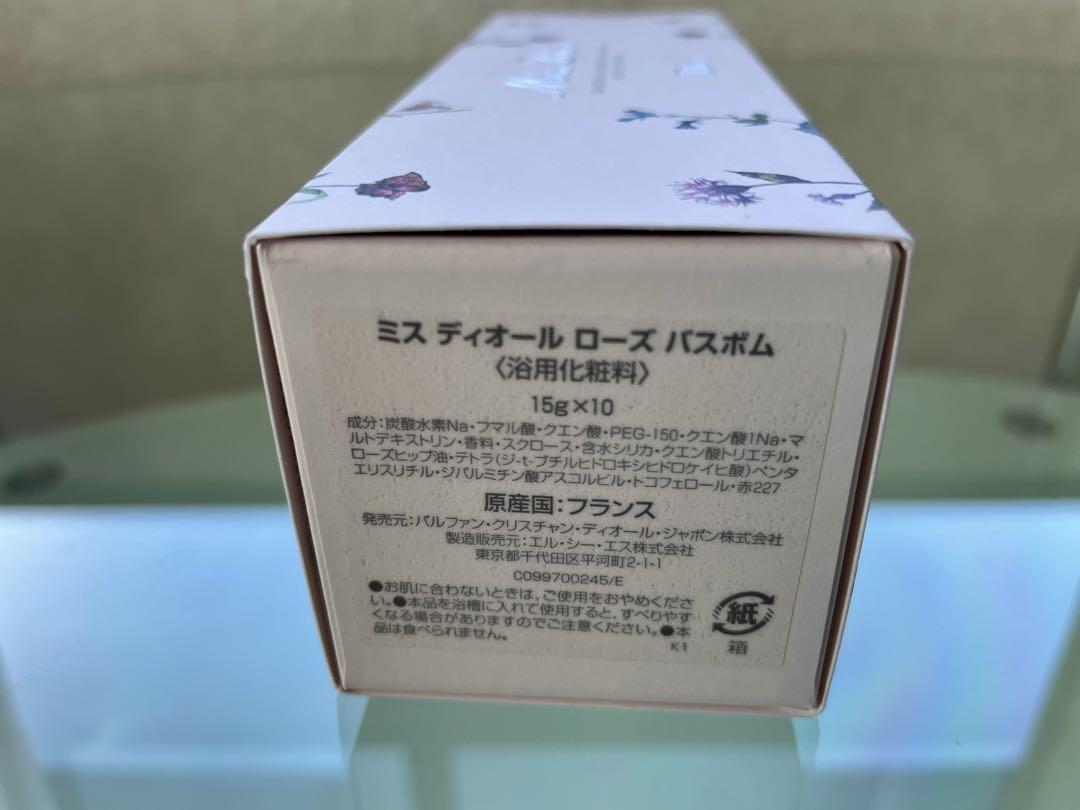 ミス ディオール ローズ バスボム
〈浴用化粧料〉
15g×10
成分:炭酸水素Na・フマル酸・クエン酸・PEG-150・クエン酸1Na・マ
ルトデキストリン・香料・スクロース・含水シリカ・クエン酸トリエチル・
ローズヒップ油・テトラ(ジ-t-ブチルヒドロキシヒドロケイヒ酸)ペンタ
エリスリチル・ジパルミチン酸アスコルビル・トコフェロール・赤227
原産国:フランス
発売元:パルファン・クリスチャン・ディオール・ジャポン株式会社
製造販売元:エル・シー・エス株式会社
東京都千代田区平河町2-1-1
C099700245/E
●お肌に合わないときは、ご使用をおやめくださ
い。●本品を浴槽に入れて使用すると、すべりやす
くなる場合がありますのでご注意ください。●本
品は食べられません。
K1
紙
箱